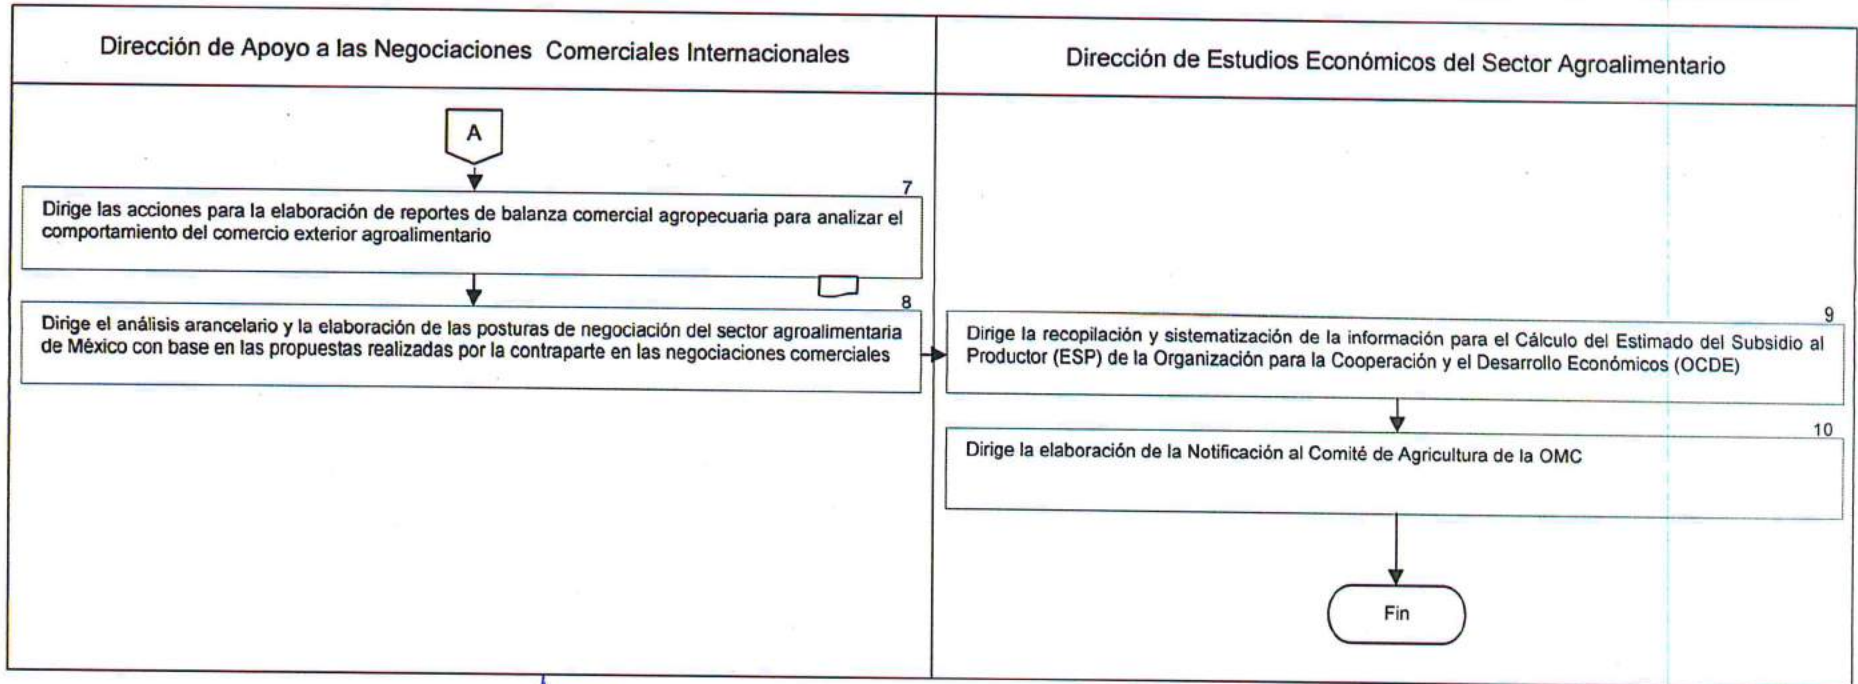 Dirección de Apoyo a las Negociaciones Comerciales Internacionales
Dirección de Estudios Económicos del Sector Agroalimentario
A
7
Dirige las acciones para la elaboración de reportes de balanza comercial agropecuaria para analizar el
comportamiento del comercio exterior agroalimentario
8
Dirige el análisis arancelario y la elaboración de las posturas de negociación del sector agroalimentaria
de México con base en las propuestas realizadas por la contraparte en las negociaciones comerciales
9
Dirige la recopilación y sistematización de la información para el Cálculo del Estimado del Subsidio al
Productor (ESP) de la Organización para la Cooperación y el Desarrollo Económicos (OCDE)
10
Dirige la elaboración de la Notificación al Comité de Agricultura de la OMC
Fin